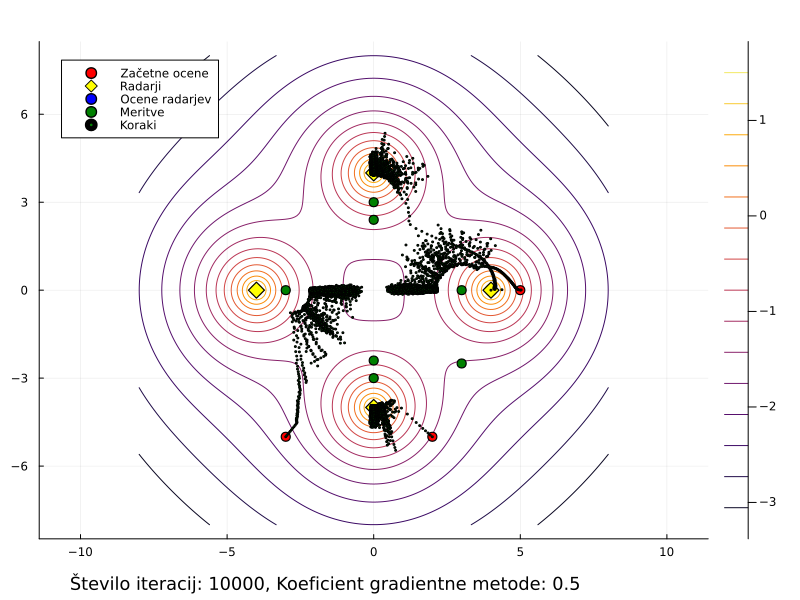 Začetne ocene
Radarji
Ocene radarjev
Meritve
Koraki
6
3
0
−3
−6
−10
−5
0
5
10
1
0
−1
−2
−3
Število iteracij: 10000, Koeficient gradientne metode: 0.5